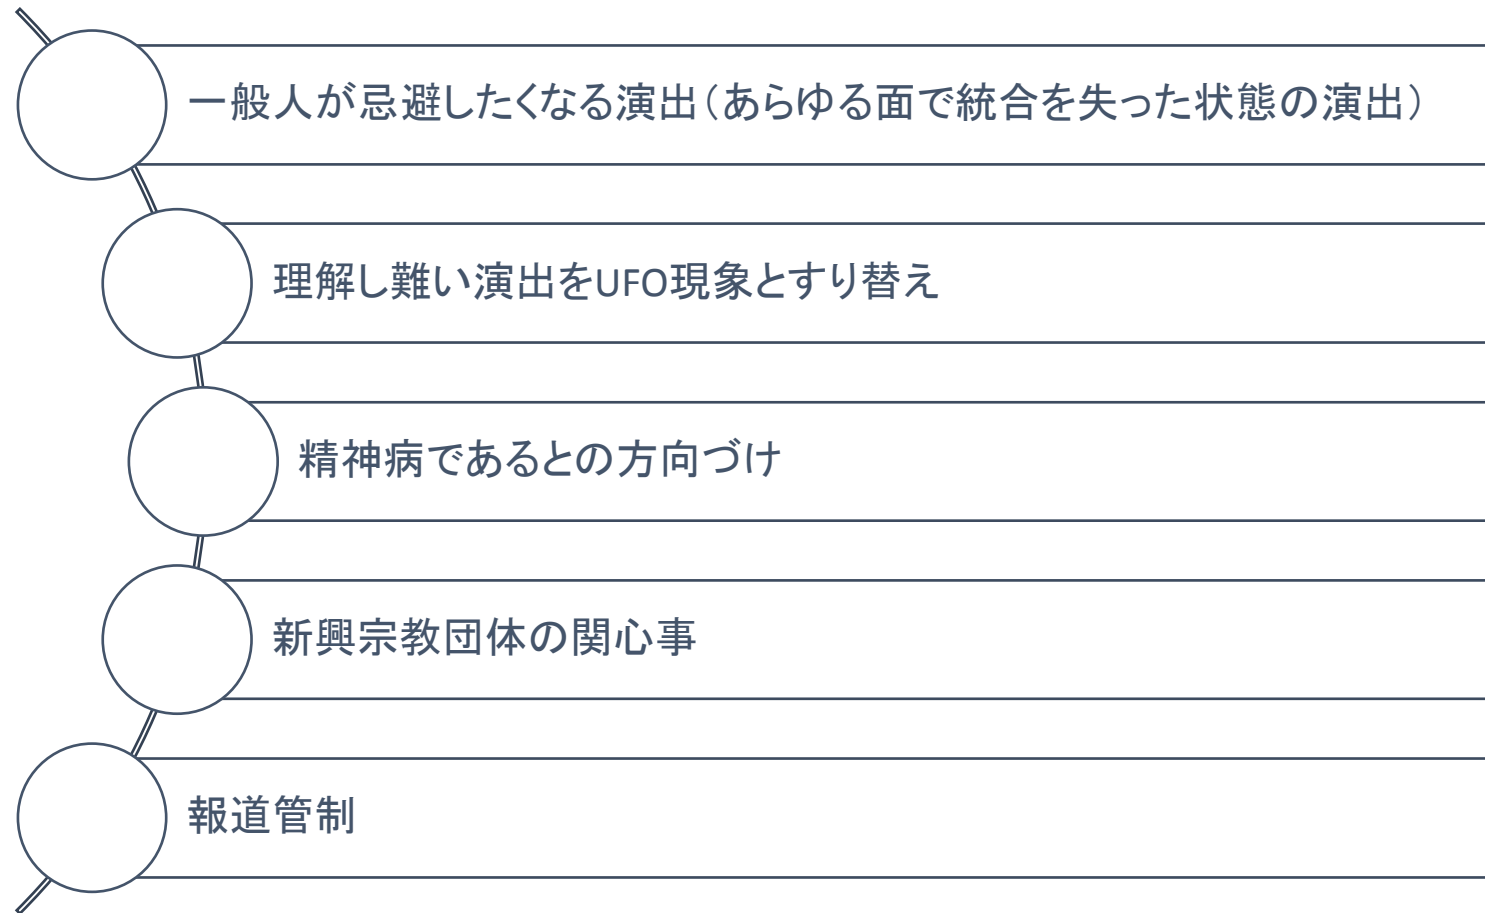 一般人が忌避したくなる演出（あらゆる面で統合を失った状態の演出）
理解し難い演出をUFO現象とすり替え
精神病であるとの方向づけ
新興宗教団体の関心事
報道管制